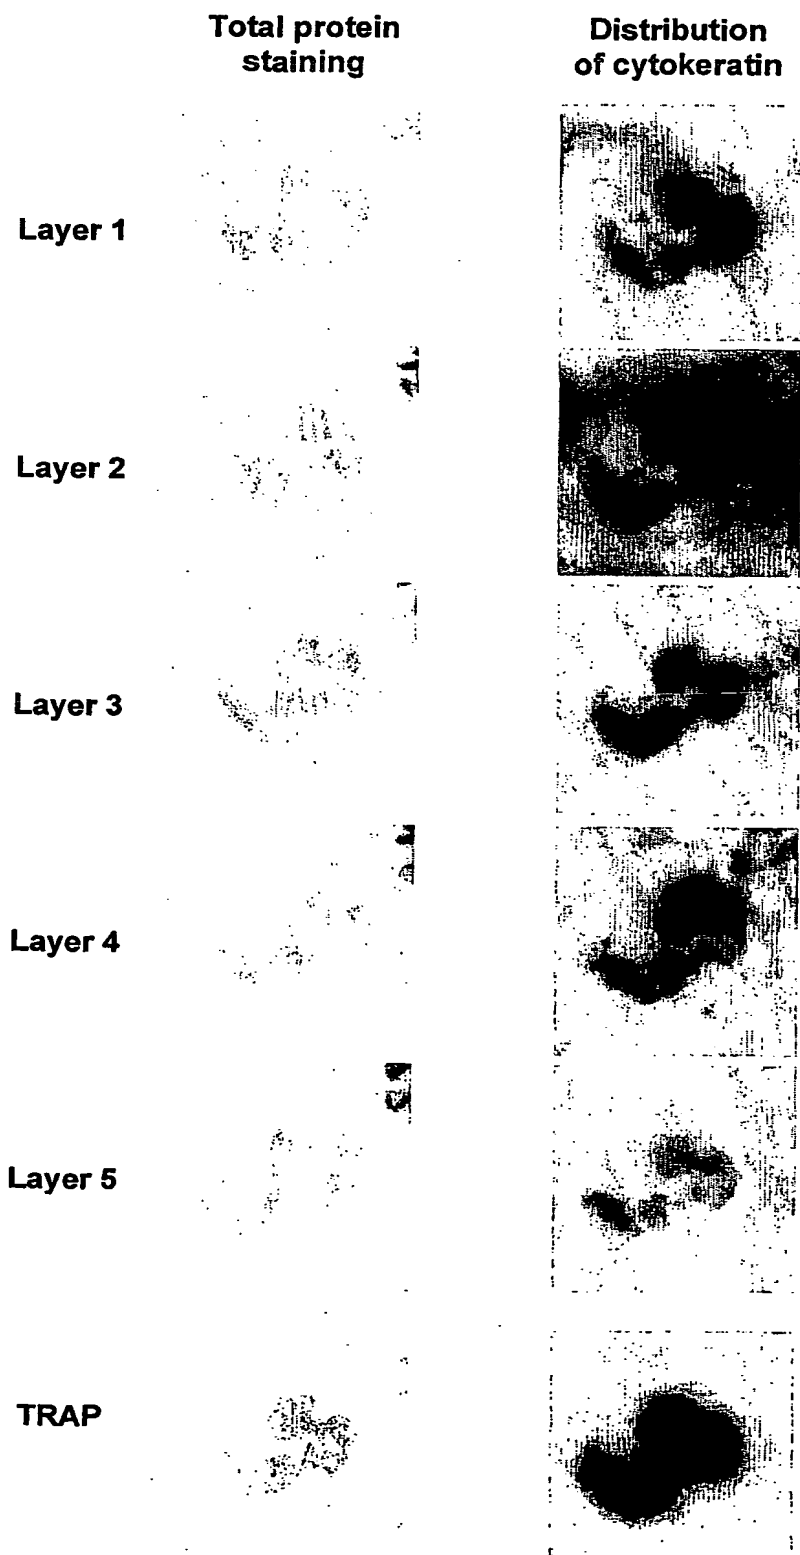 Total protein
staining
Distribution
of cytokeratin
Layer 1
Layer 2
Layer 3
Layer 4
Layer 5
TRAP